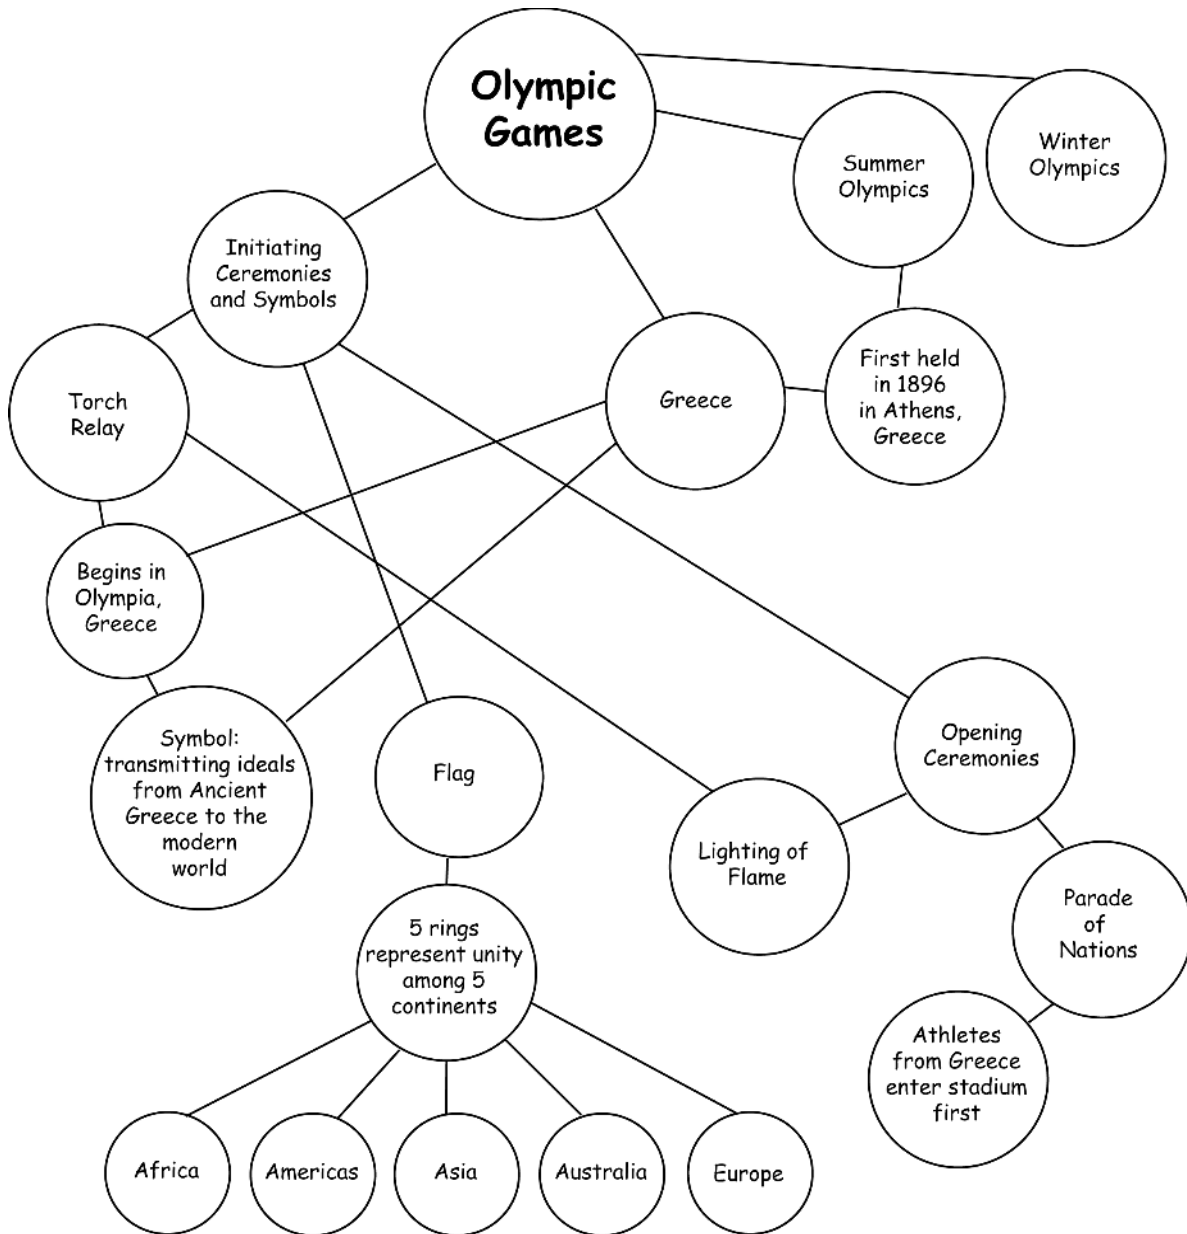 Olympic
Games
Winter
Olympics
Summer
Olympics
Initiating
Ceremonies
and Symbols
First held
in 1896
in Athens,
Greece
Greece
Torch
Relay
Begins in
Olympia,
Greece
Symbol:
transmitting ideals
from Ancient
Greece to the
modern
world
Flag
Opening
Ceremonies
Lighting of
Flame
Parade
of
Nations
5 rings
represent unity
among 5
continents
Athletes
from Greece
enter stadium
first
Africa
Americas
Asia
Australia
Europe